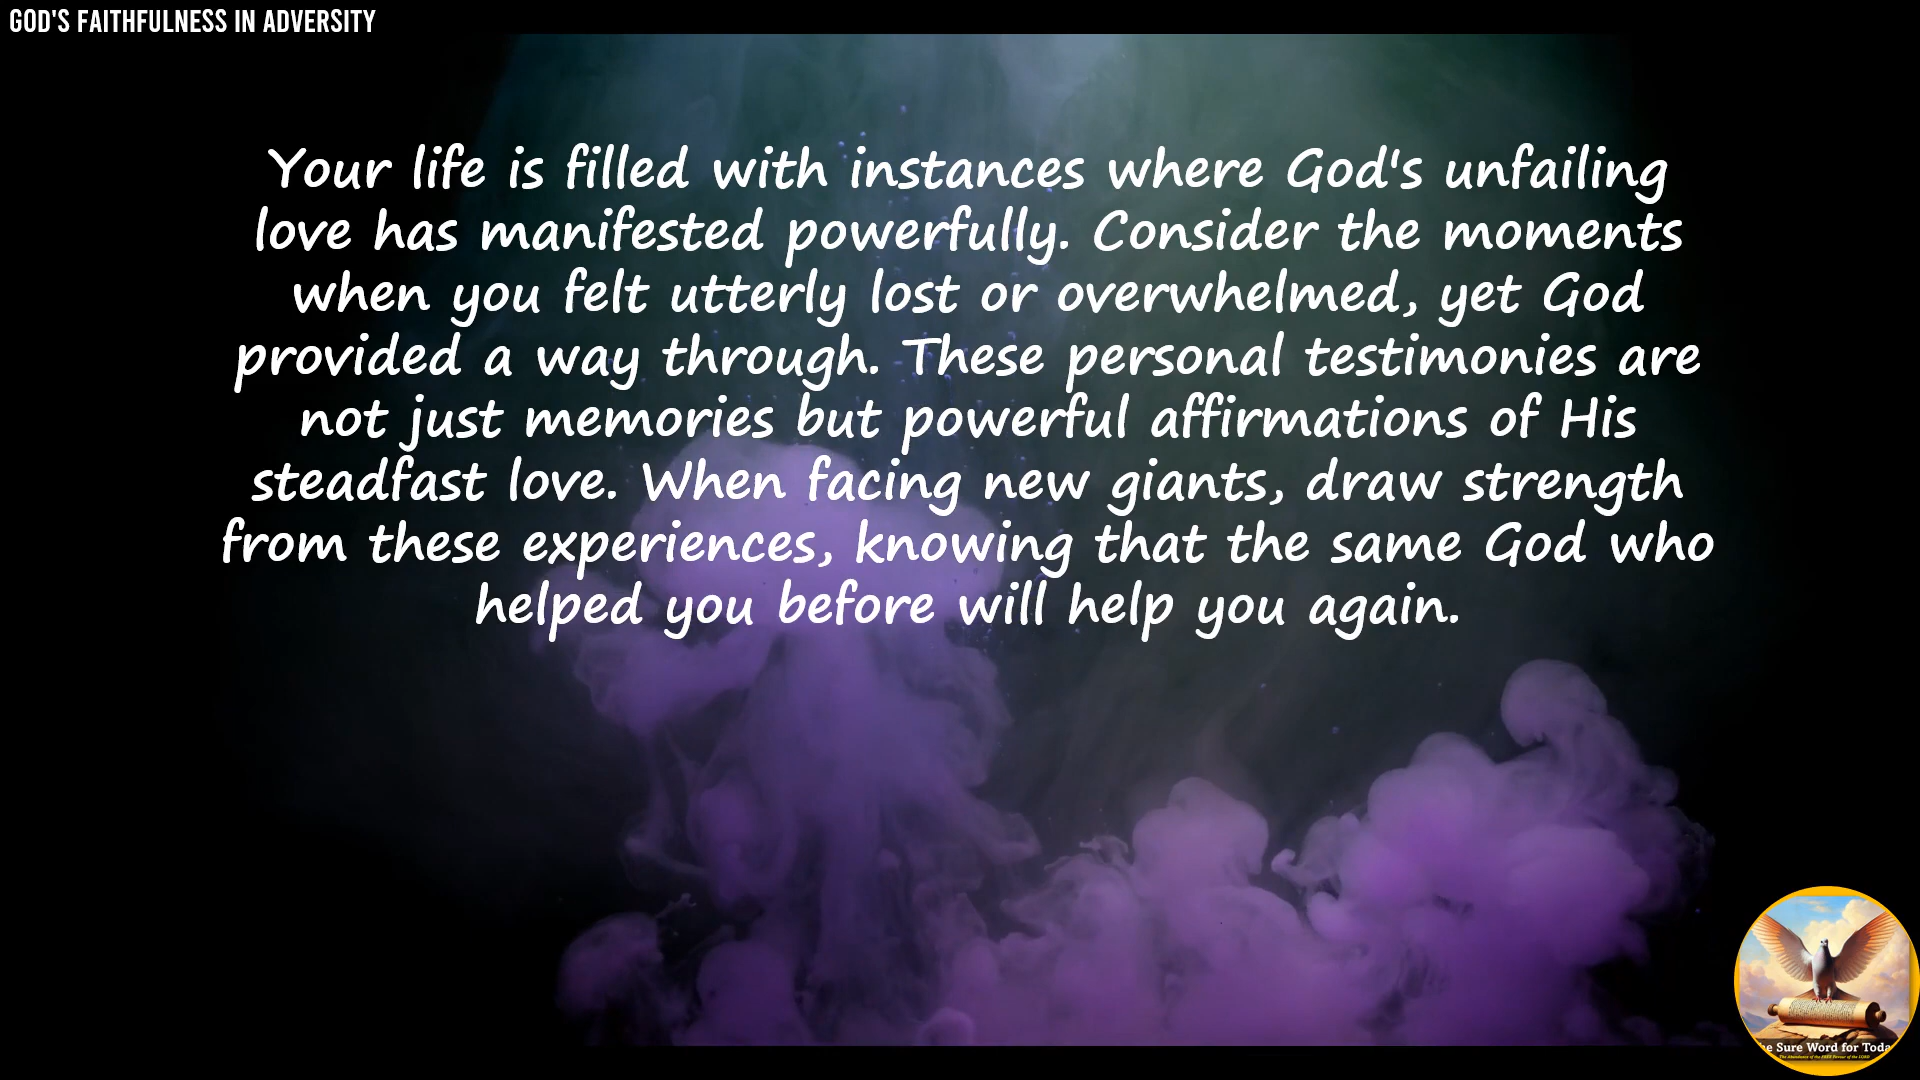 GOD'S FAITHFULNESS IN ADVERSITY
Your life is filled with instances where God's unfailing
love has manifested powerfully. Consider the moments
when you felt utterly lost or overwhelmed, yet God
provided a way through. These personal testimonies are
not just memories but powerful affirmations of His
steadfast love. When facing new giants, draw strength
from these experiences, knowing that the same God who
helped you before will help you again.
Sure Word for